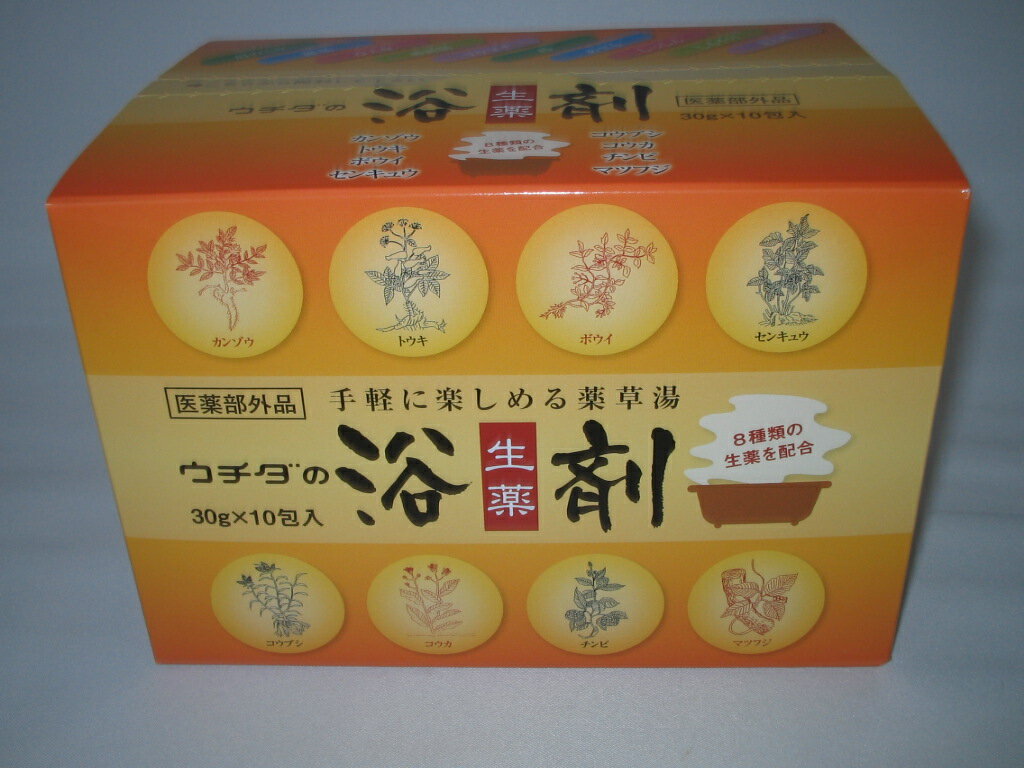 ウチダの 浴 生薬 剤 医薬部外品
30g×10包入
カンゾウ
トウキ
ボウイ
センキュウ
8種類の
生薬を配合
コウブシ
コウカ
チンピ
マツフジ
カンゾウ
トウキ
ボウイ
センキュウ
医薬部外品
手軽に楽しめる薬草湯
ウチダの 浴 生薬 剤
30g×10包入
8種類の
生薬を配合
コウブシ
コウカ
チンピ
マツフジ